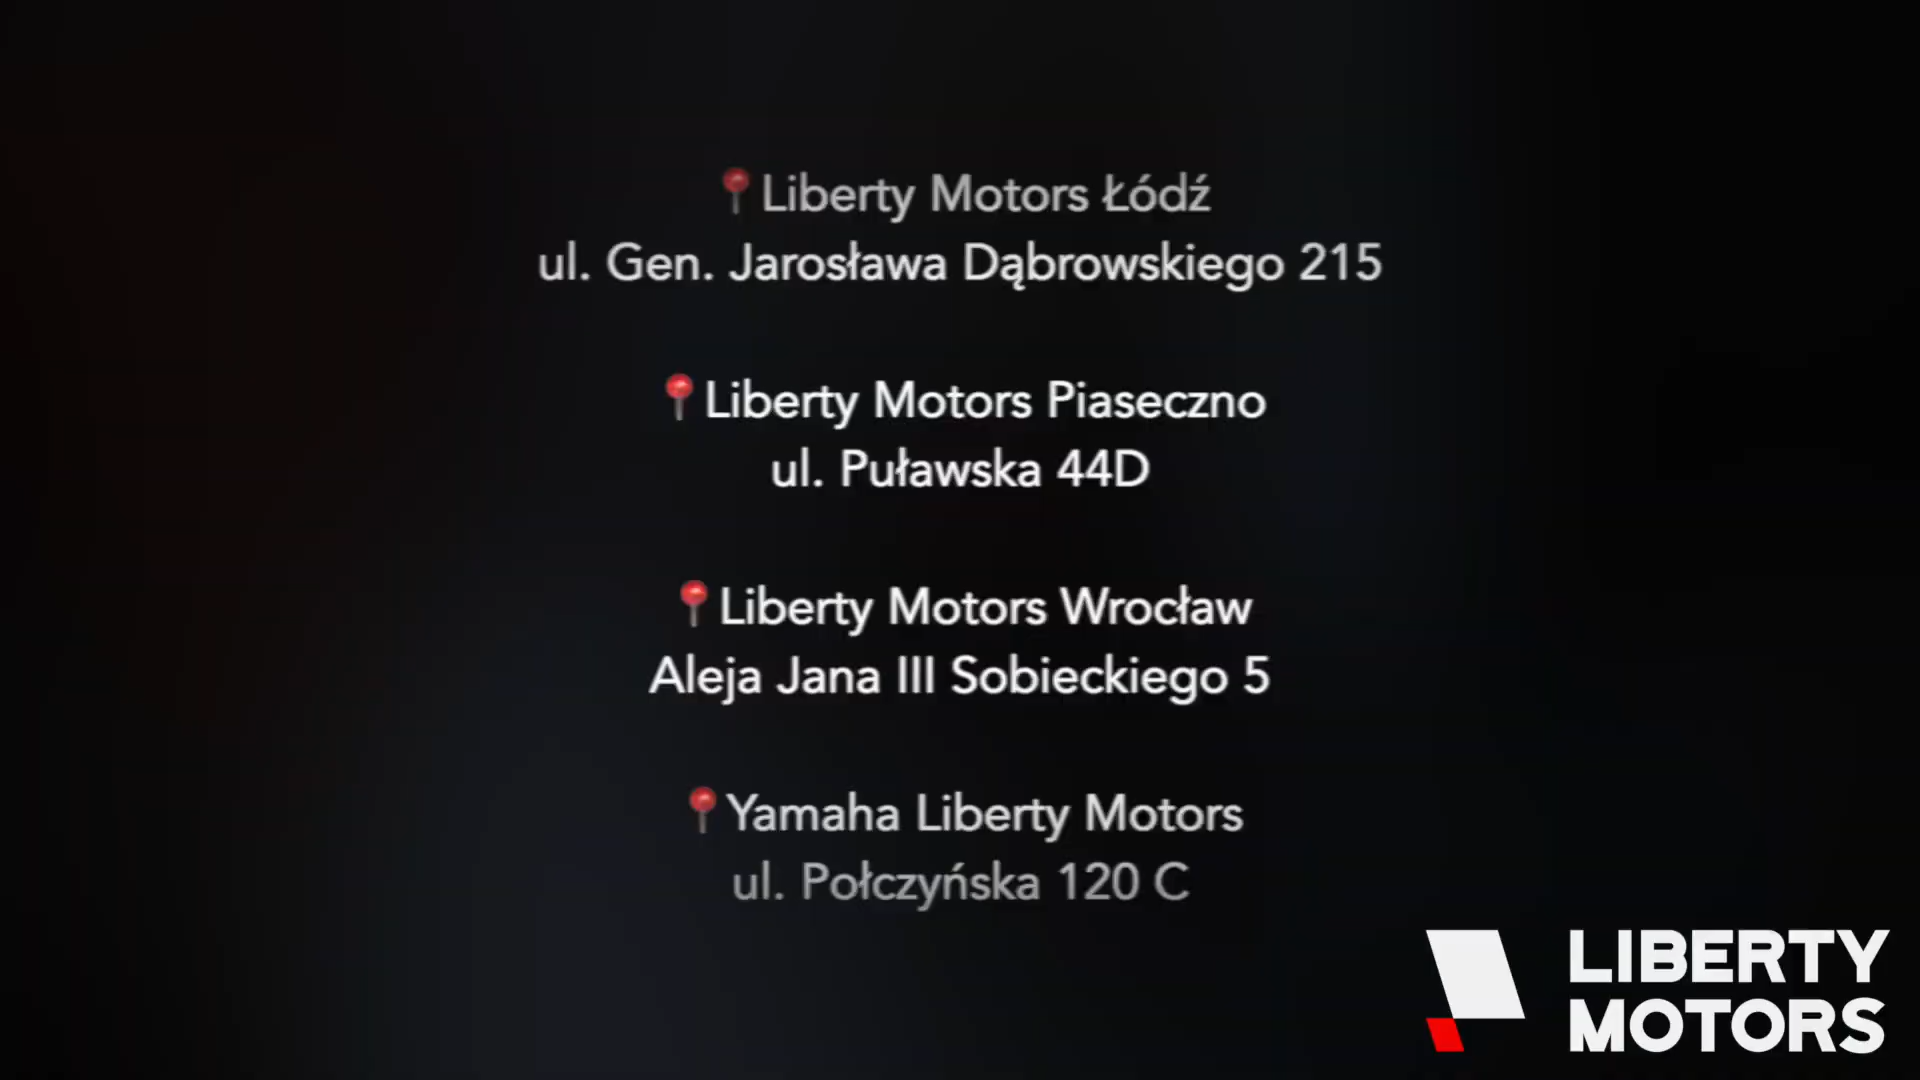 📍Liberty Motors Łódź
ul. Gen. Jarosława Dąbrowskiego 215
📍Liberty Motors Piaseczno
ul. Puławska 44D
📍Liberty Motors Wrocław
Aleja Jana III Sobieckiego 5
📍Yamaha Liberty Motors
ul. Połczyńska 120 C
LIBERTY
MOTORS